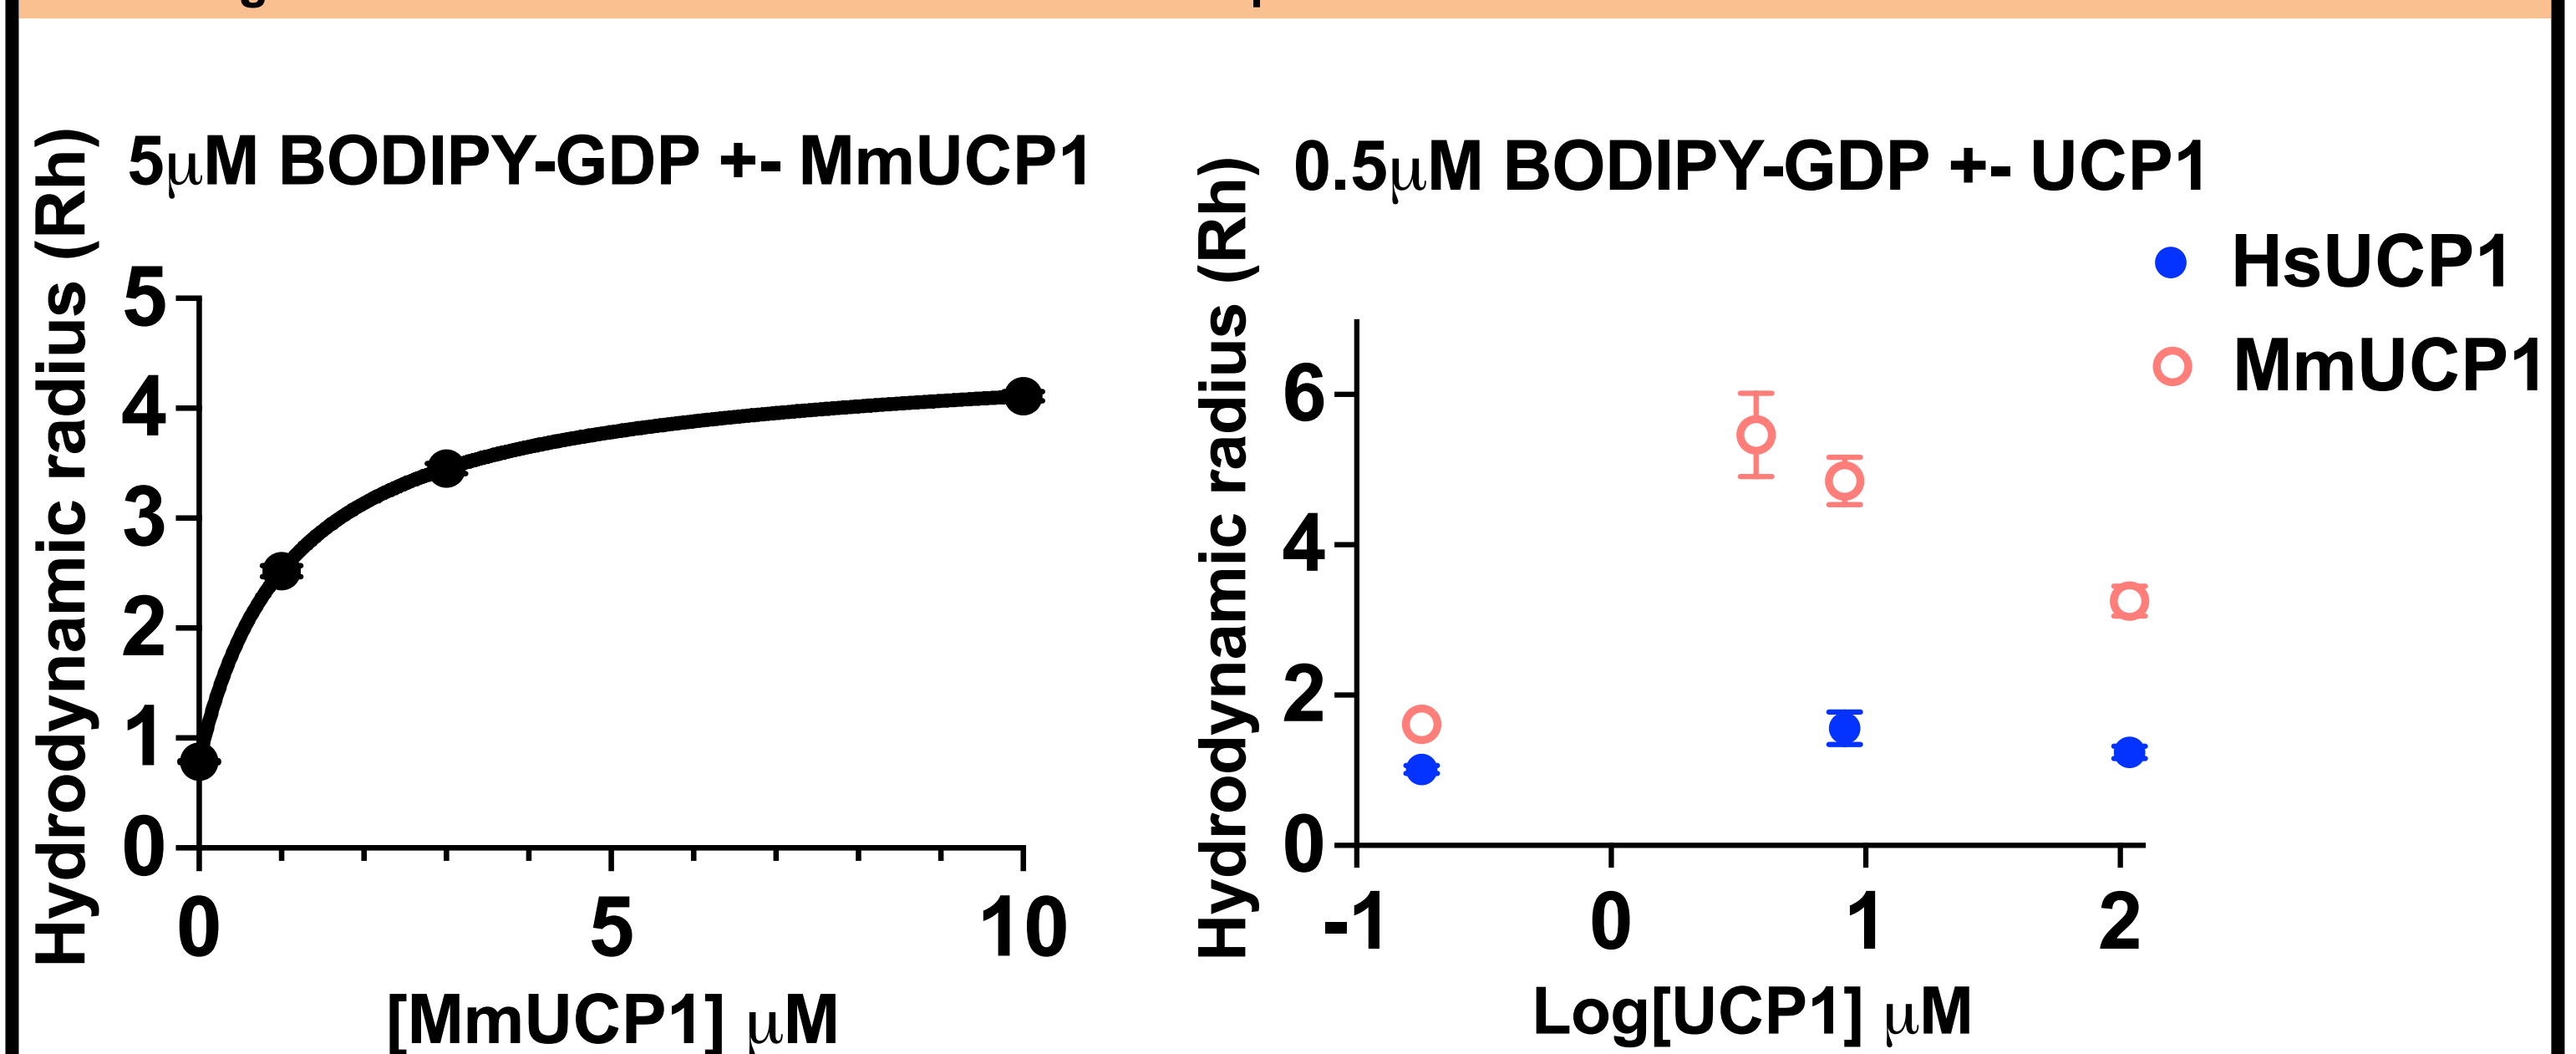 5μM BODIPY-GDP +- MmUCP1
Hydrodynamic radius (Rh)
5
4
3
2
1
0
0 5 10
[MmUCP1] μM
0.5μM BODIPY-GDP +- UCP1
HsUCP1
MmUCP1
Hydrodynamic radius (Rh)
6
4
2
0
-1 0 1 2
Log[UCP1] μM